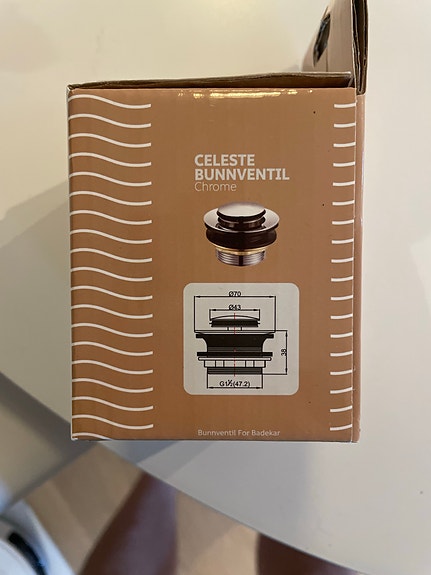 CELESTE
BUNNVENTIL
Chrome
Ø70
Ø43
38
G1½(47.2)
Bunnventil For Badekar